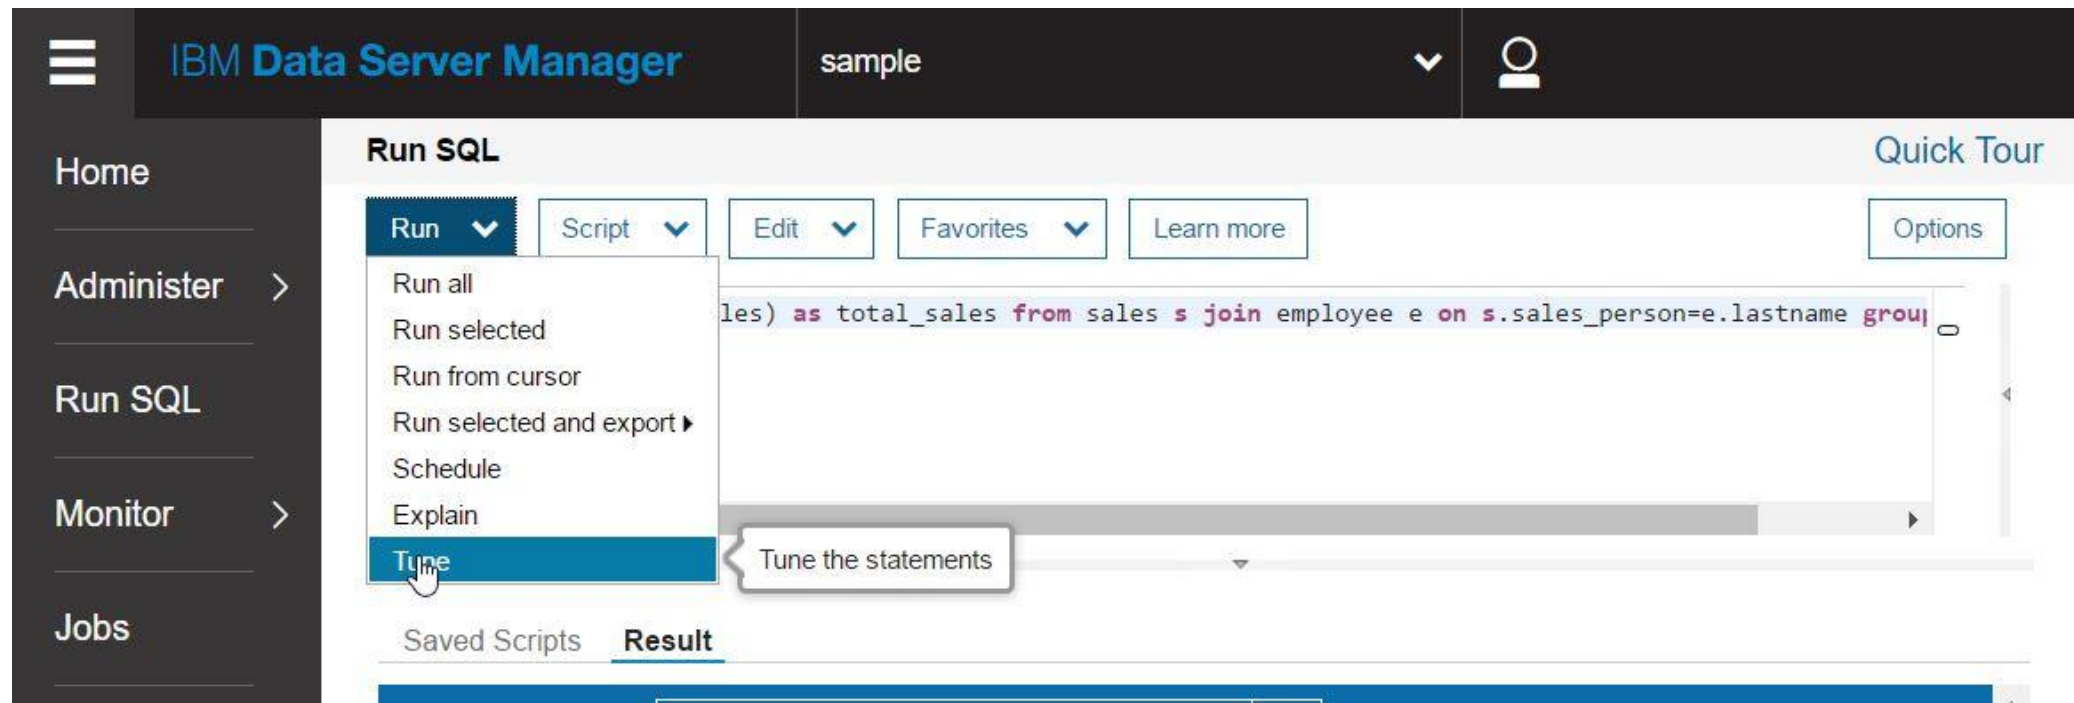 IBM Data Server Manager
sample
Home
Administer
Run SQL
Monitor
Jobs
Run SQL
Quick Tour
Run
Script
Edit
Favorites
Learn more
Options
Run all
Run selected
Run from cursor
Run selected and export
Schedule
Explain
Tune
Tune the statements
les) as total_sales from sales s join employee e on s.sales_person=e.lastname grou
Saved Scripts
Result